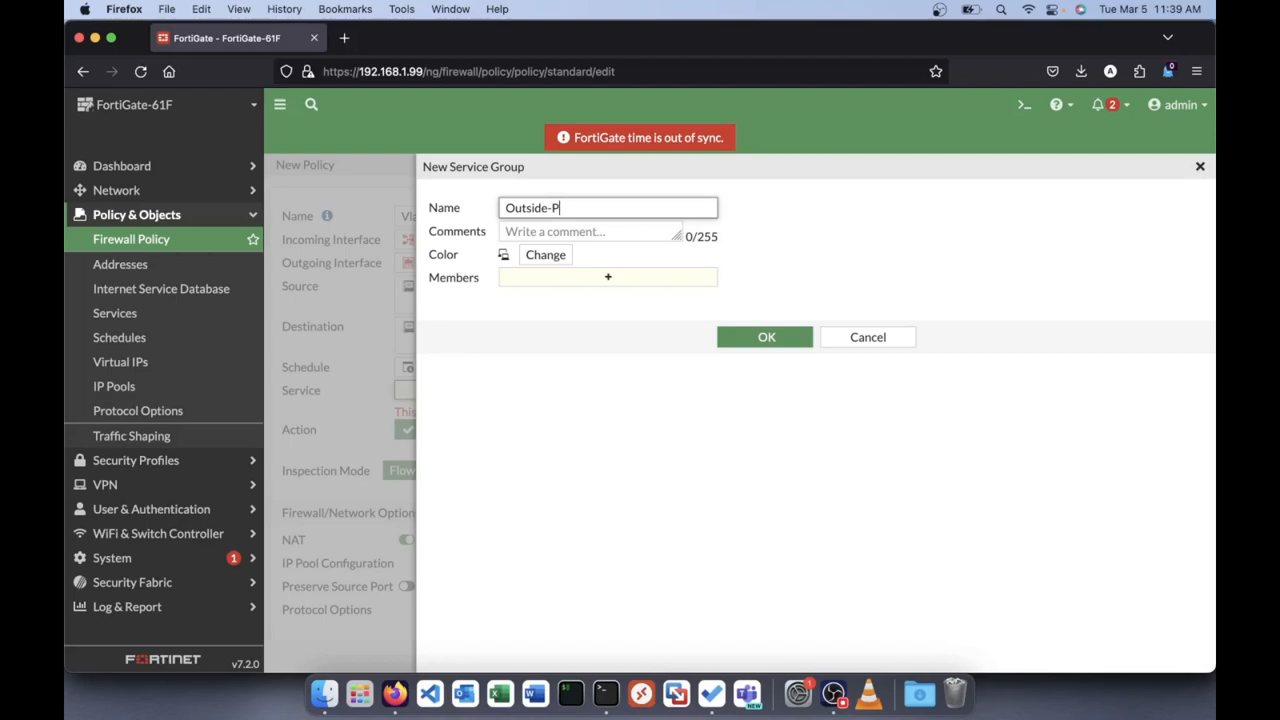 Firefox File Edit View History Bookmarks Tools Window Help Tue Mar 5 11:39 AM
FortiGate - FortiGate-61F
https://192.168.1.99/ng/firewall/policy/policy/standard/edit
FortiGate-61F
2 admin
FortiGate time is out of sync.
Dashboard
Network
Policy & Objects
Firewall Policy
Addresses
Internet Service Database
Services
Schedules
Virtual IPs
IP Pools
Protocol Options
Traffic Shaping
Security Profiles
VPN
User & Authentication
WiFi & Switch Controller
System 1
Security Fabric
Log & Report
FORTINET v7.2.0
New Policy
Name
Incoming Interface
Outgoing Interface
Source
Destination
Schedule
Service
This
Action
Inspection Mode Flow
NAT
IP Pool Configuration
Preserve Source Port
Protocol Options
New Service Group
Name Outside-P
Comments Write a comment... 0/255
Color Change
Members +
OK Cancel